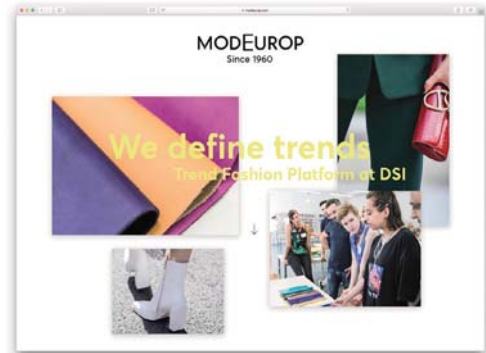 MODEUROP
Since 1960
We define trends
Trend Fashion Platform at DSI